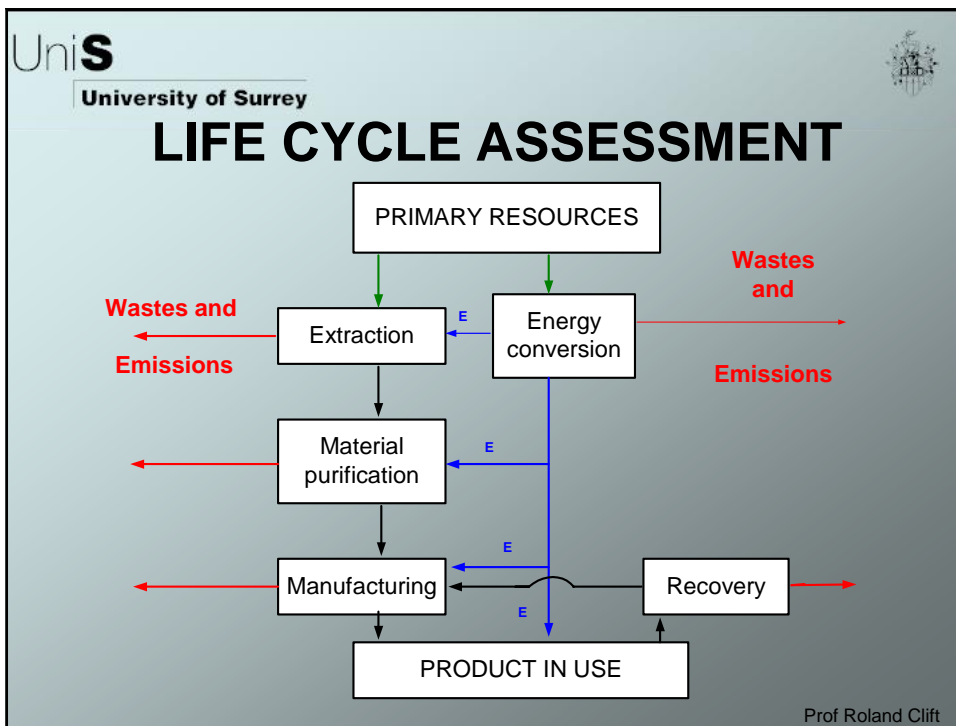 UniS
University of Surrey
LIFE CYCLE ASSESSMENT
PRIMARY RESOURCES
Wastes
and
Wastes and
Emissions
Extraction
E
Energy
conversion
Emissions
Material
purification
E
E
Manufacturing
Recovery
E
PRODUCT IN USE
Prof Roland Clift